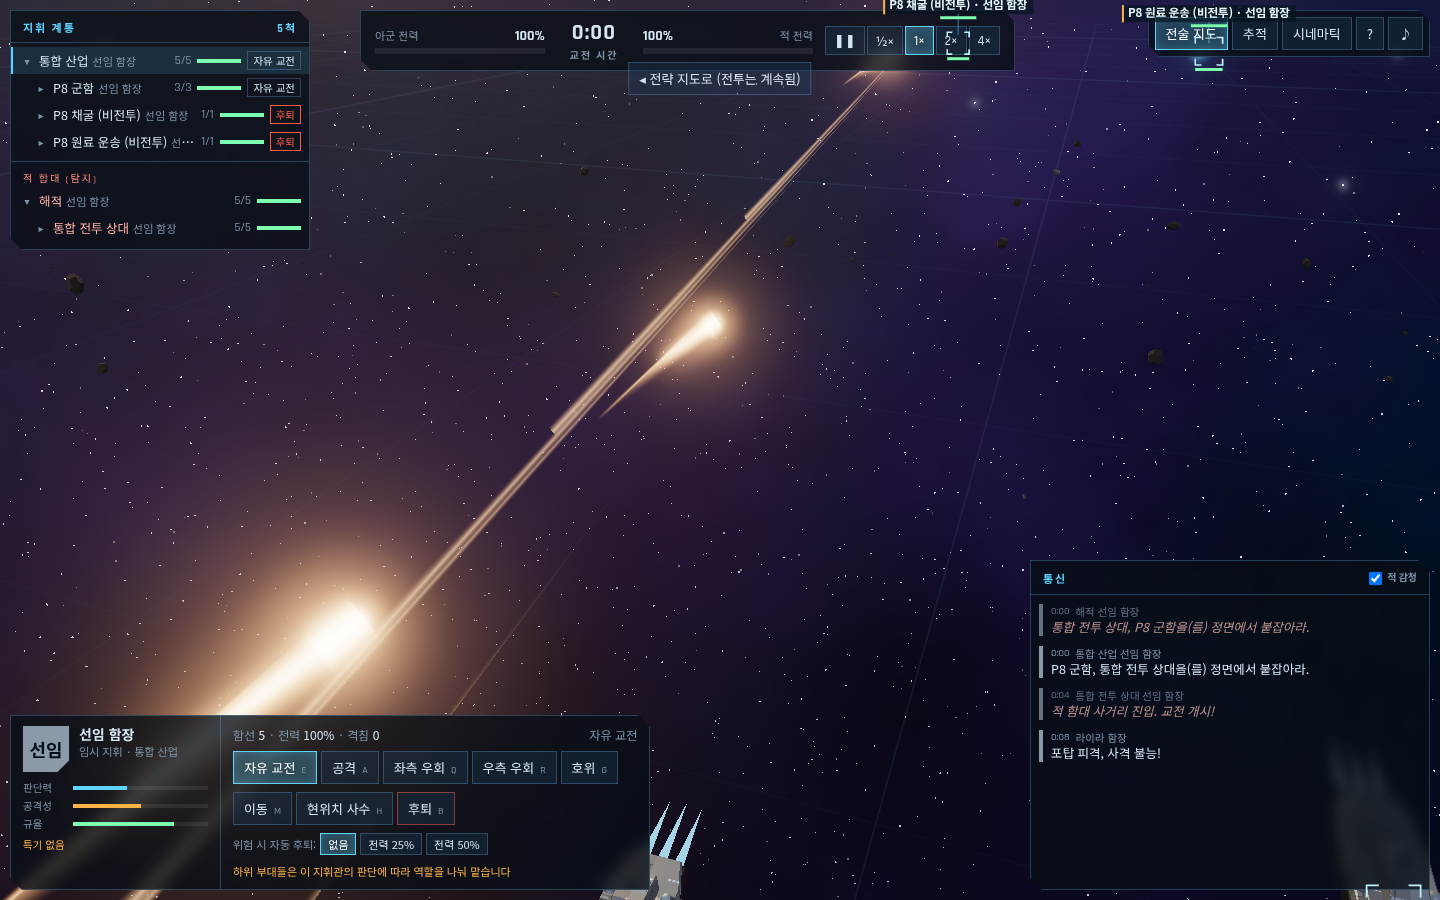 지휘 계통 5척
통합 산업 선임 함장 5/5 자유 교전
P8 군함 선임 함장 3/3 자유 교전
P8 채굴 (비전투) 선임 함장 1/1 후퇴
P8 원료 운송 (비전투) 선… 1/1 후퇴
적 함대 (탐지)
해적 선임 함장 5/5
통합 전투 상대 선임 함장 5/5
아군 전력 100%
0:00
교전 시간
100% 적 전력
½× 1× 2× 4×
◂ 전략 지도로 (전투는 계속됨)
P8 채굴 (비전투) · 선임 함장
P8 원료 운송 (비전투) · 선임 함장
전술 지도 추적 시네마틱 ? ♪
통신 적 감청
0:00 해적 선임 함장
통합 전투 상대, P8 군함을(를) 정면에서 붙잡아라.
0:00 통합 산업 선임 함장
P8 군함, 통합 전투 상대을(를) 정면에서 붙잡아라.
0:04 통합 전투 상대 선임 함장
적 함대 사거리 진입. 교전 개시!
0:08 라이라 함장
포탑 피격, 사격 불능!
선임
선임 함장
임시 지휘 · 통합 산업
판단력
공격성
규율
특기 없음
함선 5 · 전력 100% · 격침 0 자유 교전
자유 교전 E 공격 A 좌측 우회 Q 우측 우회 R 호위 G
이동 M 현위치 사수 H 후퇴 B
위험 시 자동 후퇴: 없음 전력 25% 전력 50%
하위 부대들은 이 지휘관의 판단에 따라 역할을 나눠 맡습니다